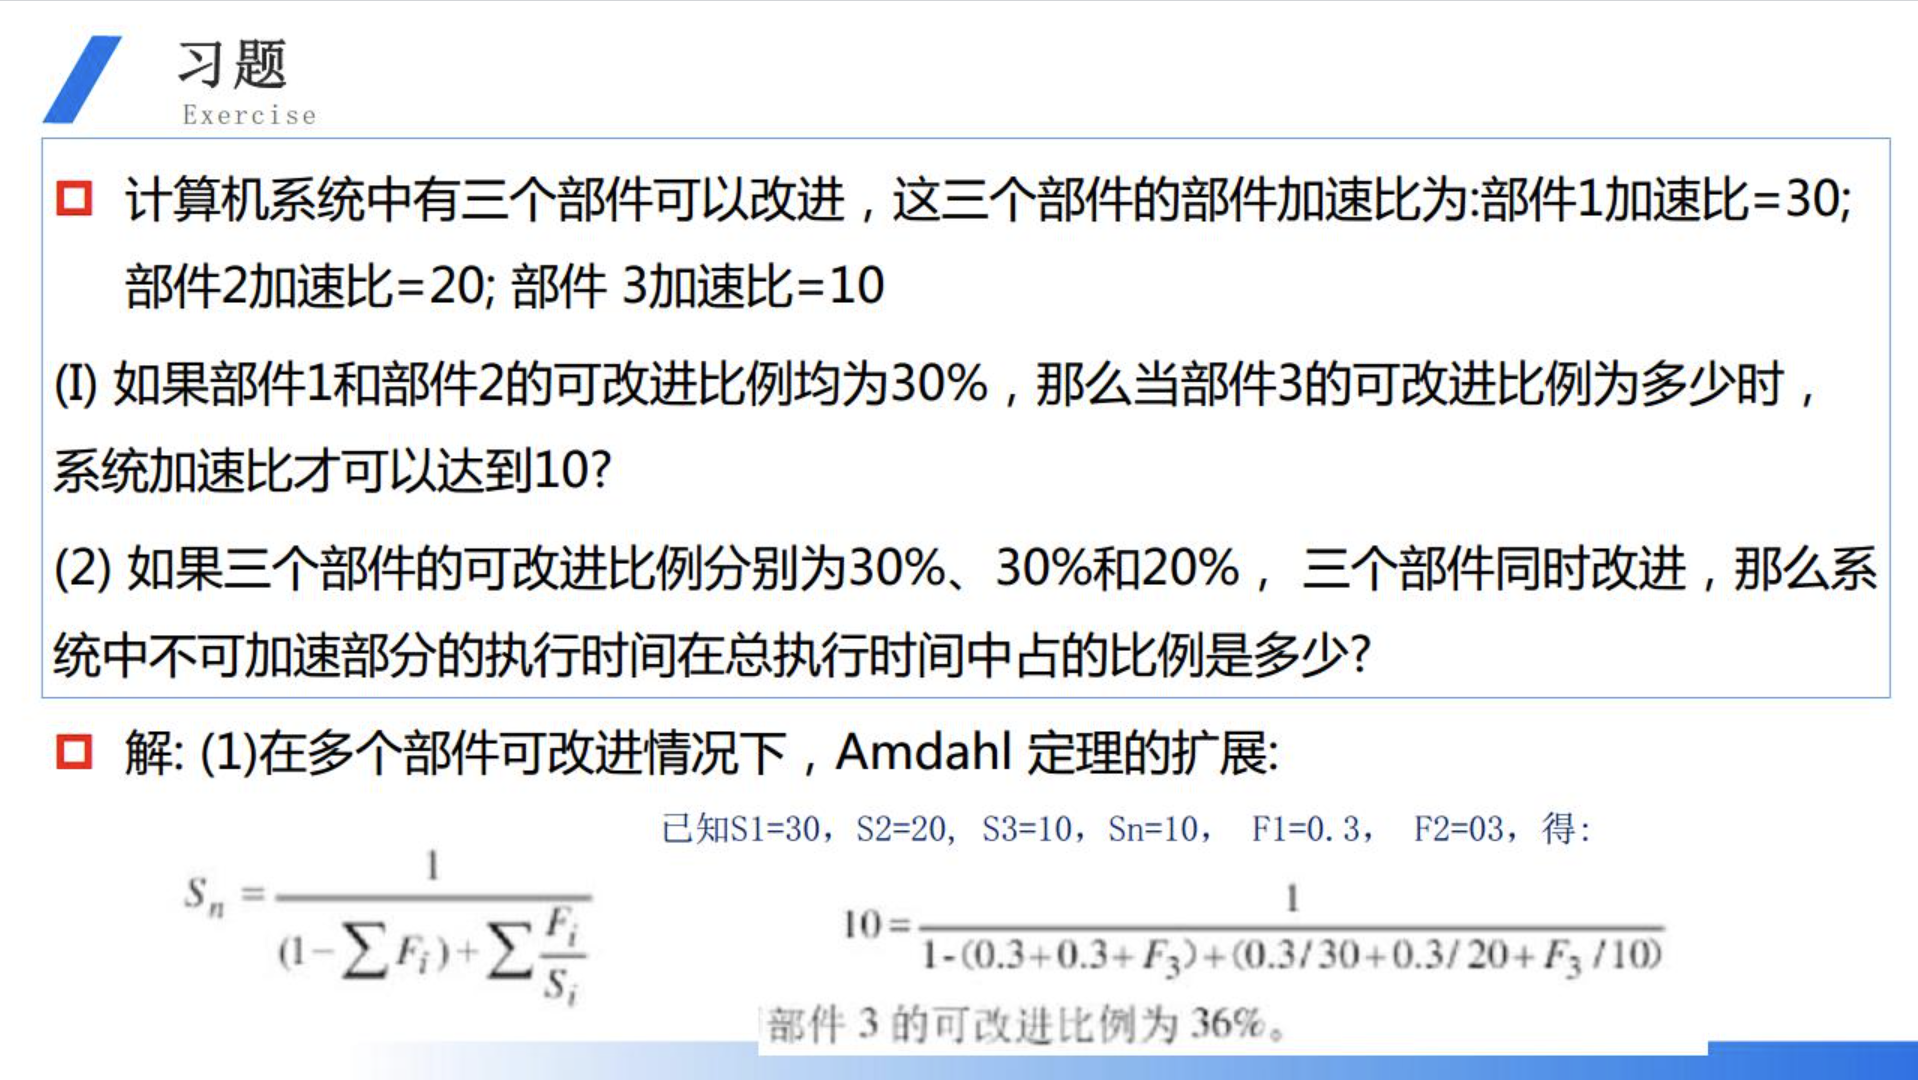 习题
Exercise
计算机系统中有三个部件可以改进，这三个部件的部件加速比为:部件1加速比=30;
部件2加速比=20; 部件 3加速比=10
(I) 如果部件1和部件2的可改进比例均为30%，那么当部件3的可改进比例为多少时，
系统加速比才可以达到10?
(2) 如果三个部件的可改进比例分别为30%、30%和20%， 三个部件同时改进，那么系
统中不可加速部分的执行时间在总执行时间中占的比例是多少?
解: (1)在多个部件可改进情况下，Amdahl 定理的扩展:
已知S1=30，S2=20, S3=10，Sn=10， F1=0.3， F2=03，得:
Sn = 1 / ((1-∑Fi)+∑Fi/Si)
10= 1 / (1-(0.3+0.3+F3)+(0.3/30+0.3/20+F3/10))
部件 3 的可改进比例为 36%。